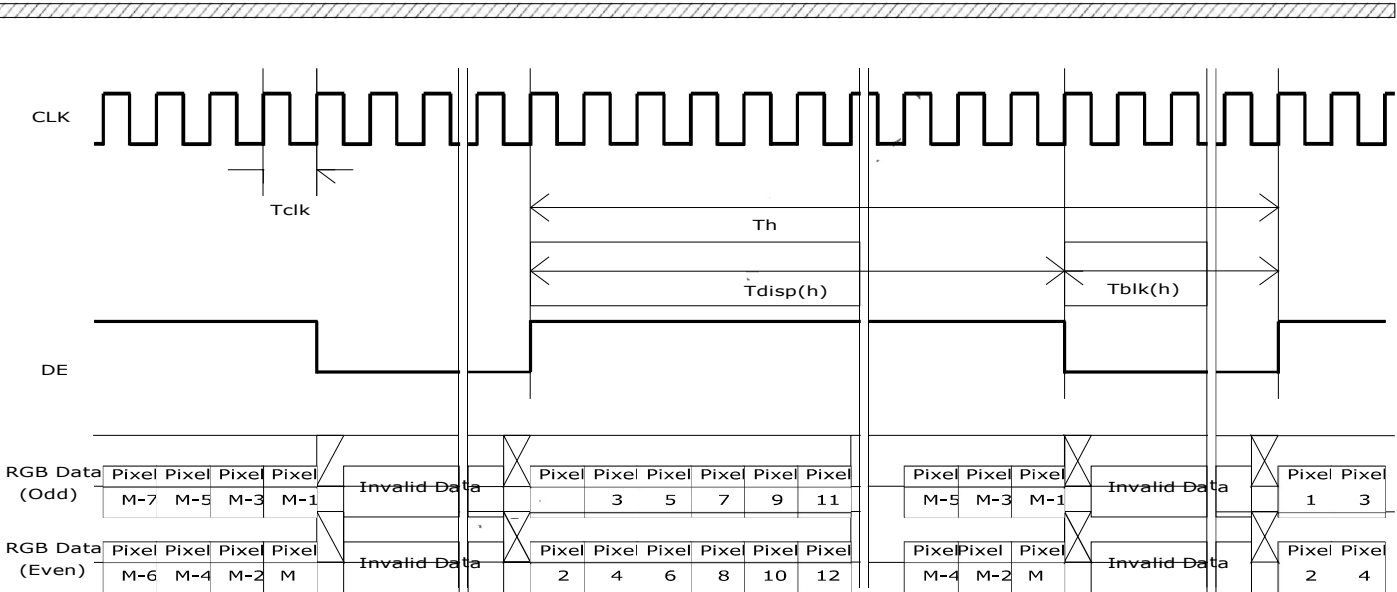 CLK
Tclk
Th
Tdisp(h)
Tblk(h)
DE
RGB Data
(Odd)
Pixel Pixel Pixel Pixel
M-7 M-5 M-3 M-1
Invalid Data
Pixel Pixel Pixel Pixel Pixel Pixel
3 5 7 9 11
Pixel Pixel Pixel
M-5 M-3 M-1
Invalid Data
Pixel Pixel
1 3
RGB Data
(Even)
Pixel Pixel Pixel Pixel
M-6 M-4 M-2 M
Invalid Data
Pixel Pixel Pixel Pixel Pixel Pixel
2 4 6 8 10 12
Pixel Pixel Pixel
M-4 M-2 M
Invalid Data
Pixel Pixel
2 4